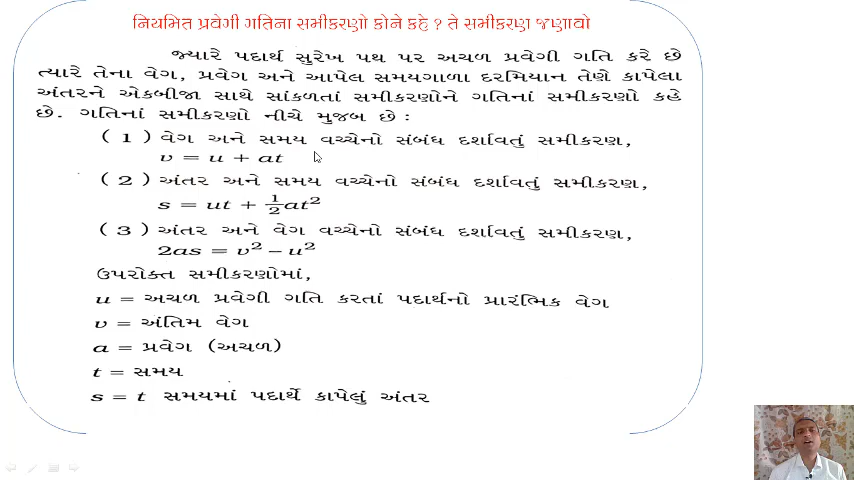 નિયમિત પ્રવેગી ગતિના સમીકરણો કોને કહે ? તે સમીકરણ જણાવો
જ્યારે પદાર્થ સુરેખ પથ પર અચળ પ્રવેગી ગતિ કરે છે
ત્યારે તેના વેગ, પ્રવેગ અને આપેલ સમયગાળા દરમિયાન તેણે કાપેલા
અંતરને એકબીજા સાથે સાંકળતાં સમીકરણોને ગતિનાં સમીકરણો કહે
છે. ગતિનાં સમીકરણો નીચે મુજબ છે :
( 1 ) વેગ અને સમય વચ્ચેનો સંબંધ દર્શાવતું સમીકરણ,
v = u + at
( 2 ) અંતર અને સમય વચ્ચેનો સંબંધ દર્શાવતું સમીકરણ,
s = ut + ½at²
( 3 ) અંતર અને વેગ વચ્ચેનો સંબંધ દર્શાવતું સમીકરણ,
2as = v² – u²
ઉપરોક્ત સમીકરણોમાં,
u = અચળ પ્રવેગી ગતિ કરતાં પદાર્થનો પ્રારંભિક વેગ
v = અંતિમ વેગ
a = પ્રવેગ (અચળ)
t = સમય
s = t સમયમાં પદાર્થે કાપેલું અંતર